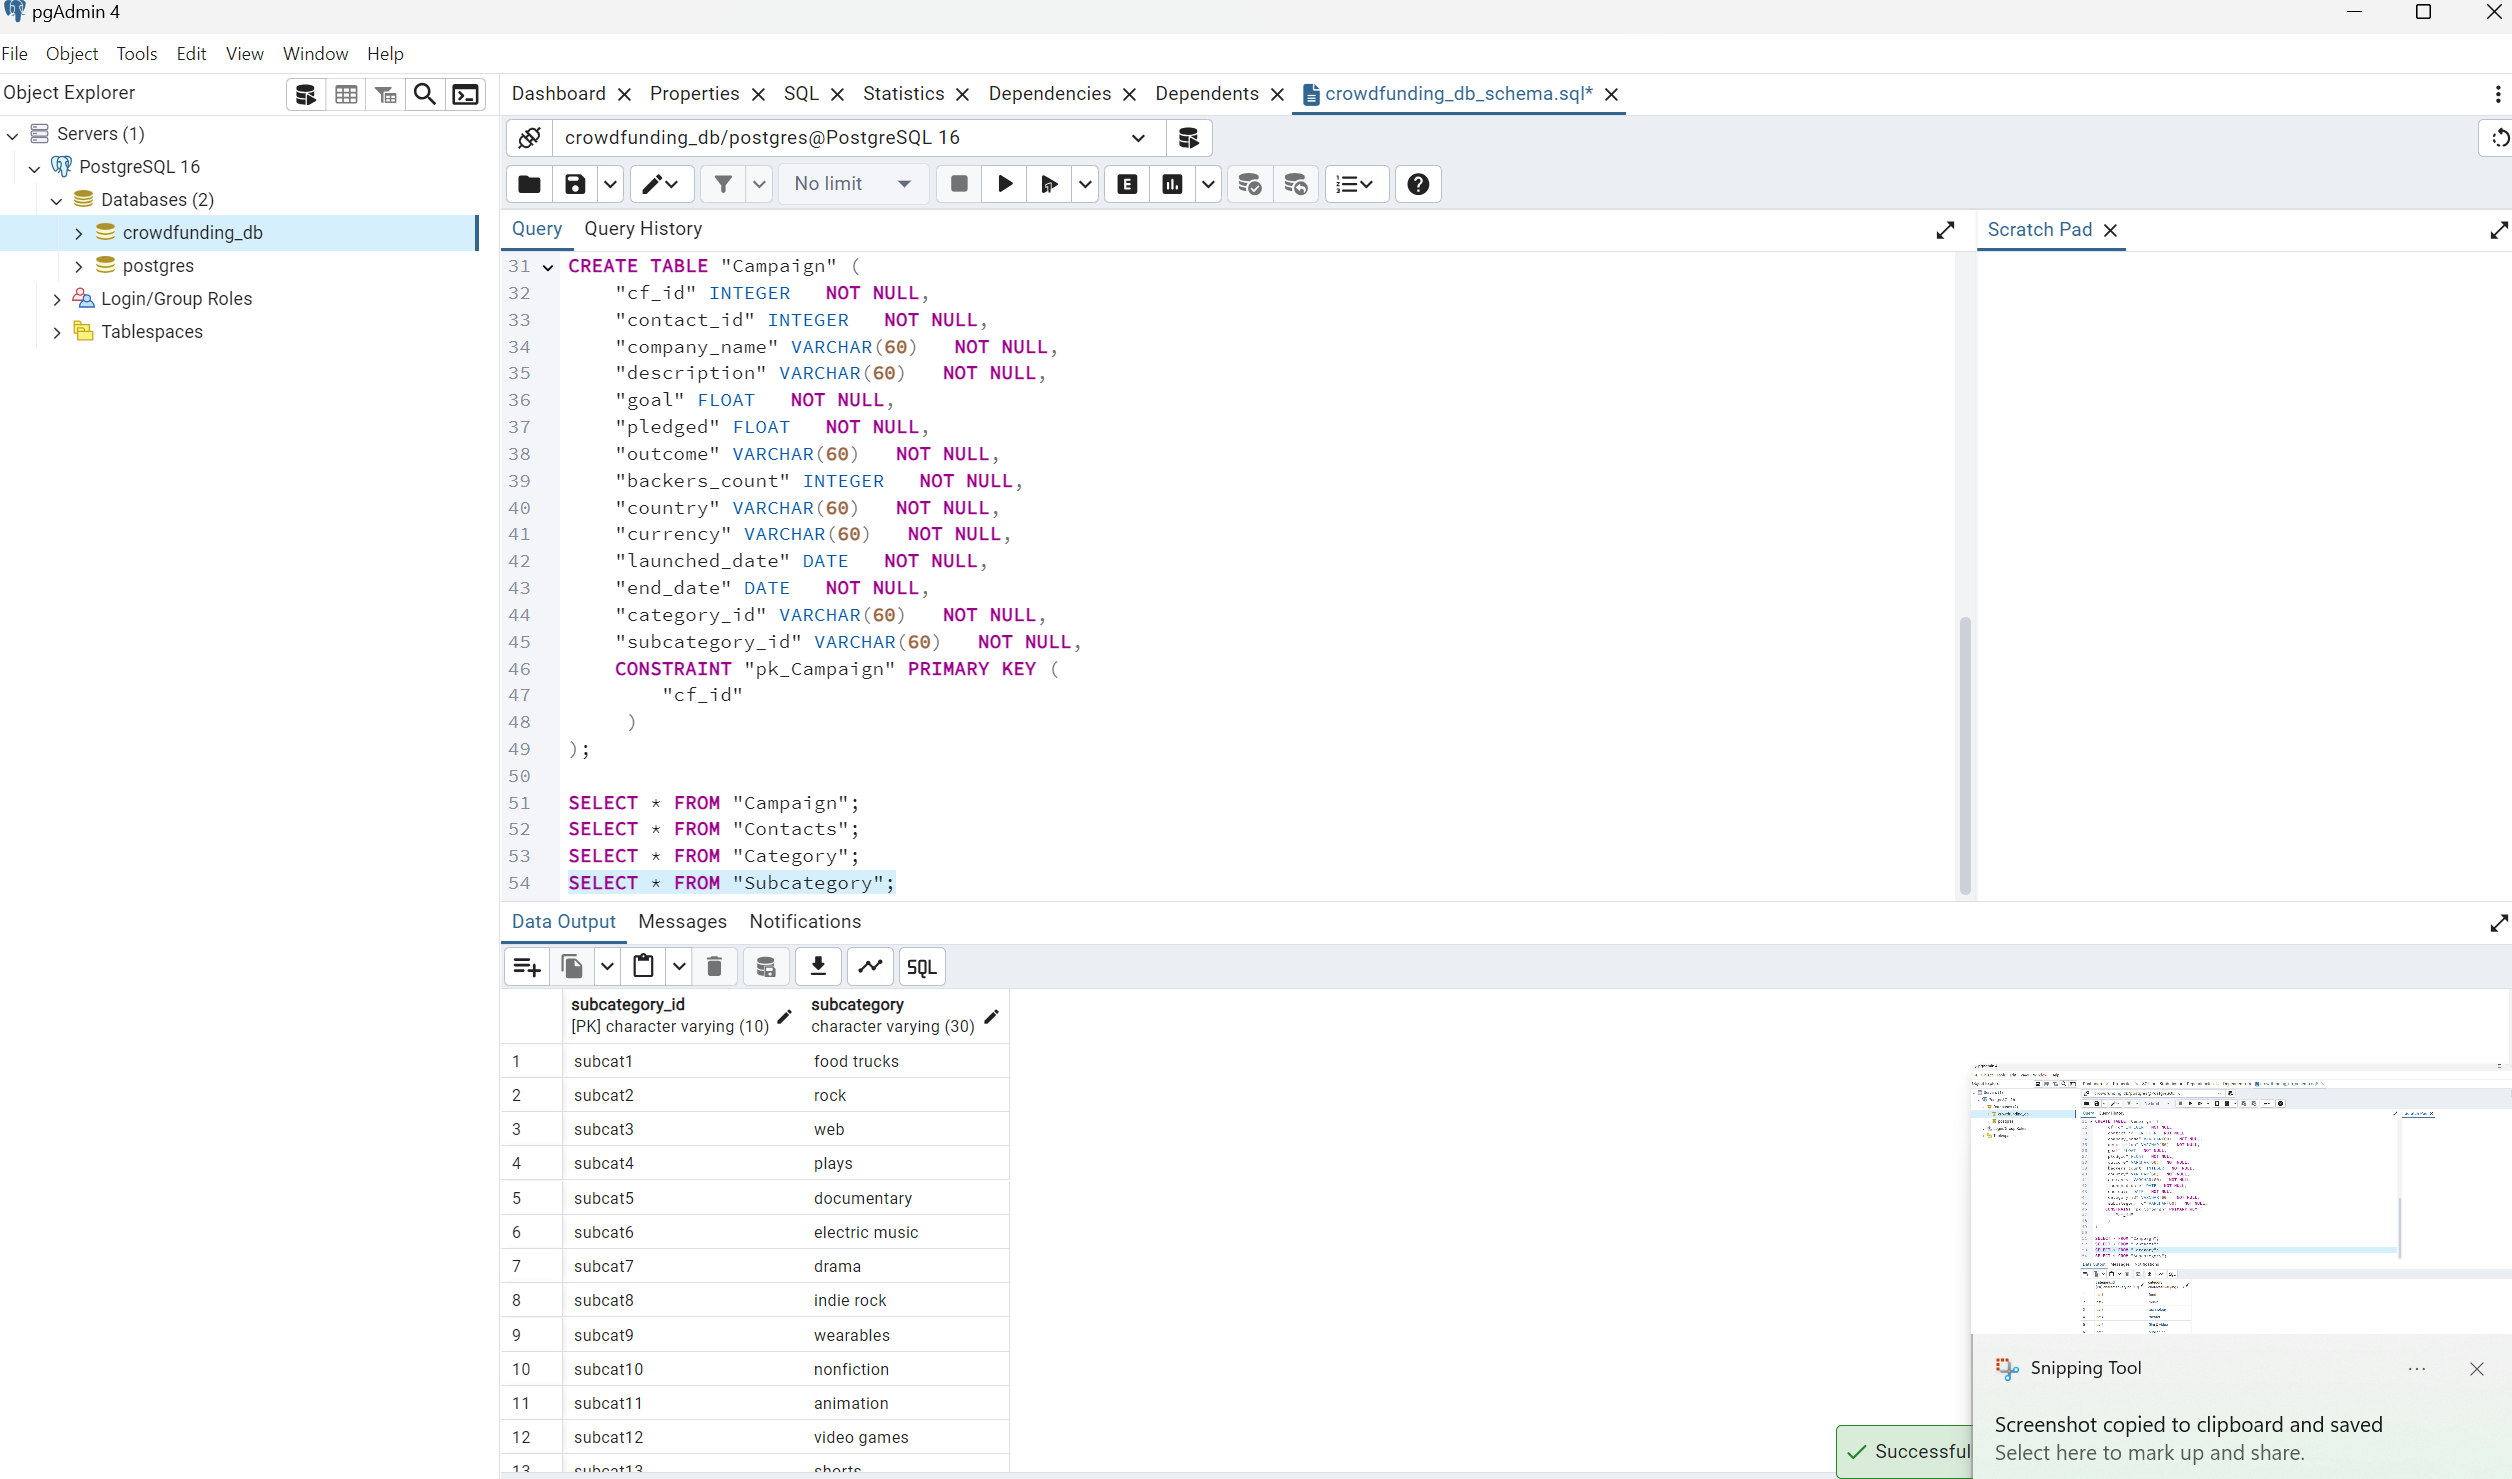 pgAdmin 4
File Object Tools Edit View Window Help
Object Explorer
Servers (1)
PostgreSQL 16
Databases (2)
crowdfunding_db
postgres
Login/Group Roles
Tablespaces
Dashboard Properties SQL Statistics Dependencies Dependents crowdfunding_db_schema.sql*
crowdfunding_db/postgres@PostgreSQL 16
No limit
E
Query Query History
Scratch Pad
31 CREATE TABLE "Campaign" (
32 "cf_id" INTEGER NOT NULL,
33 "contact_id" INTEGER NOT NULL,
34 "company_name" VARCHAR(60) NOT NULL,
35 "description" VARCHAR(60) NOT NULL,
36 "goal" FLOAT NOT NULL,
37 "pledged" FLOAT NOT NULL,
38 "outcome" VARCHAR(60) NOT NULL,
39 "backers_count" INTEGER NOT NULL,
40 "country" VARCHAR(60) NOT NULL,
41 "currency" VARCHAR(60) NOT NULL,
42 "launched_date" DATE NOT NULL,
43 "end_date" DATE NOT NULL,
44 "category_id" VARCHAR(60) NOT NULL,
45 "subcategory_id" VARCHAR(60) NOT NULL,
46 CONSTRAINT "pk_Campaign" PRIMARY KEY (
47 "cf_id"
48 )
49 );
50
51 SELECT * FROM "Campaign";
52 SELECT * FROM "Contacts";
53 SELECT * FROM "Category";
54 SELECT * FROM "Subcategory";
Data Output Messages Notifications
SQL
subcategory_id subcategory
[PK] character varying (10) character varying (30)
1 subcat1 food trucks
2 subcat2 rock
3 subcat3 web
4 subcat4 plays
5 subcat5 documentary
6 subcat6 electric music
7 subcat7 drama
8 subcat8 indie rock
9 subcat9 wearables
10 subcat10 nonfiction
11 subcat11 animation
12 subcat12 video games
13 subcat13 shorts
Successful
Snipping Tool
Screenshot copied to clipboard and saved
Select here to mark up and share.